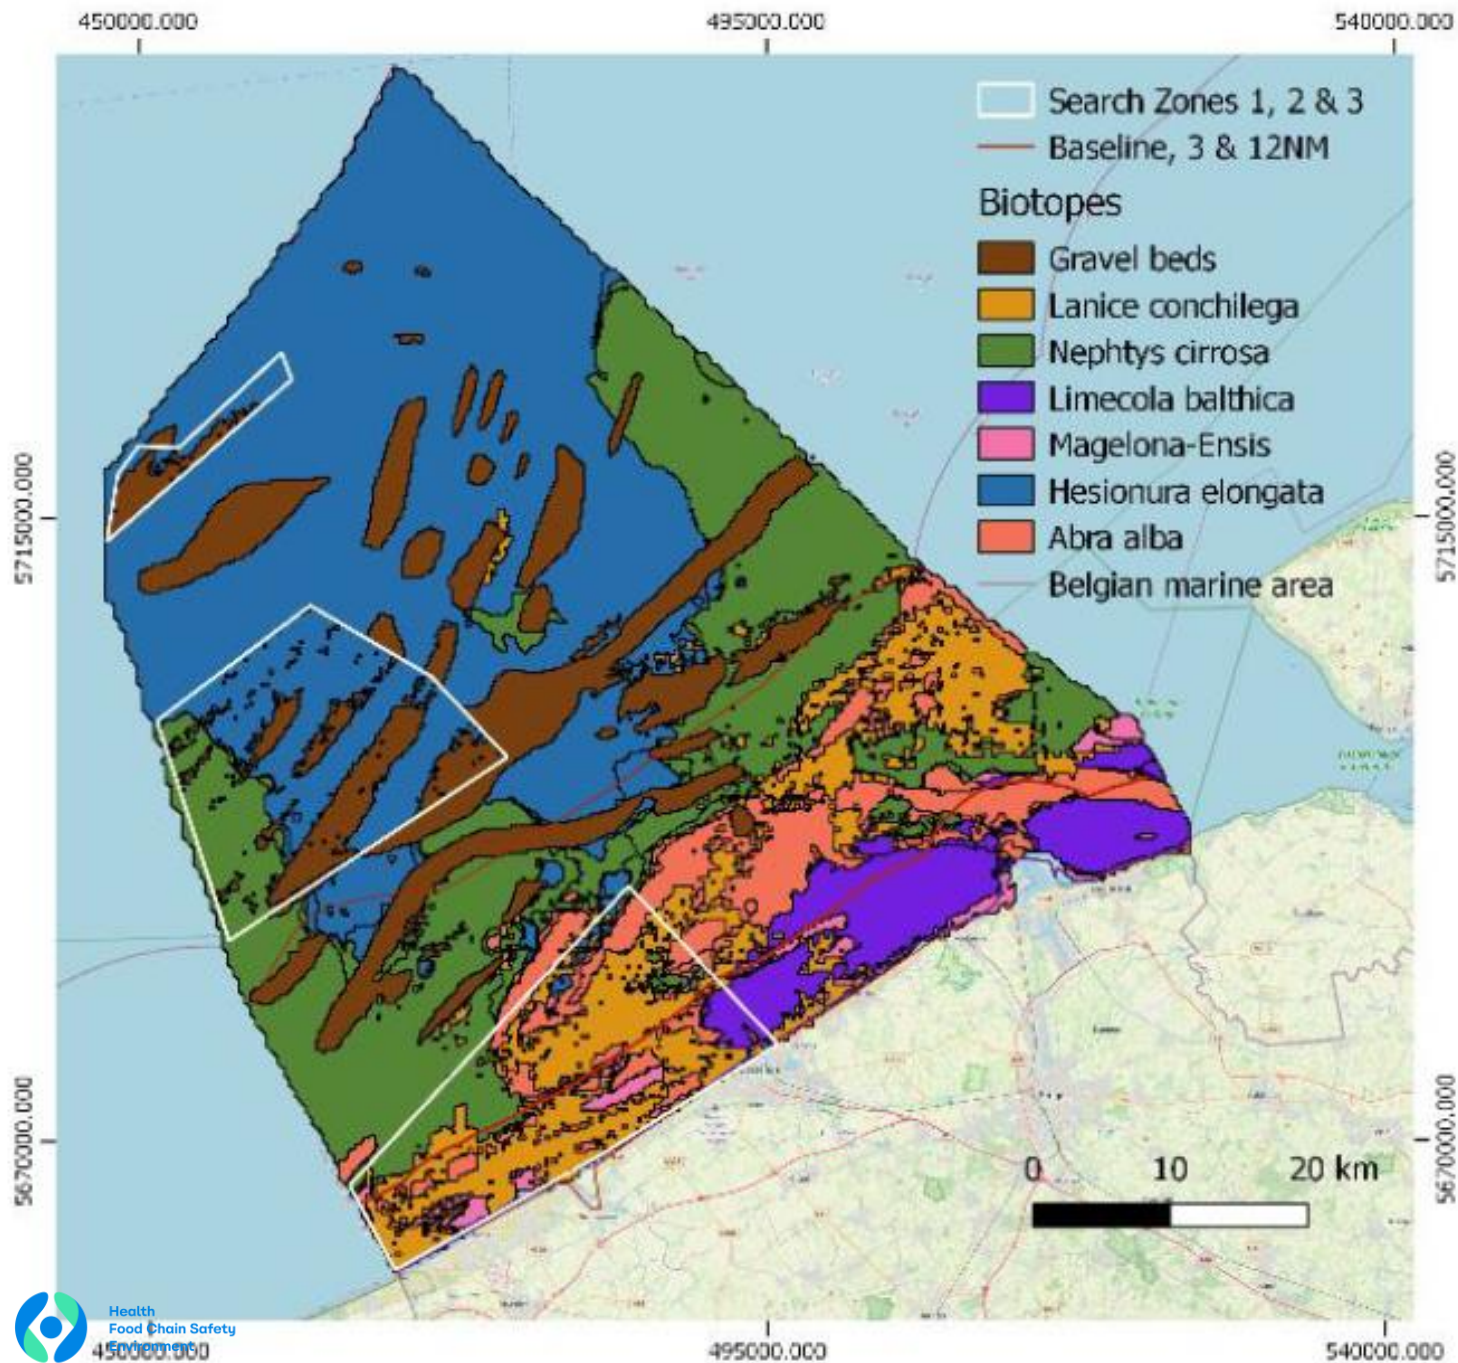 450000.000
495000.000
540000.000
Search Zones 1, 2 & 3
Baseline, 3 & 12NM
Biotopes
Gravel beds
Lanice conchilega
Nephtys cirrosa
Limecola balthica
Magelona-Ensis
Hesionura elongata
Abra alba
Belgian marine area
5715000.000
5715000.000
5670000.000
5670000.000
0 10 20 km
Health
Food Chain Safety
Environment
450000.000
495000.000
540000.000